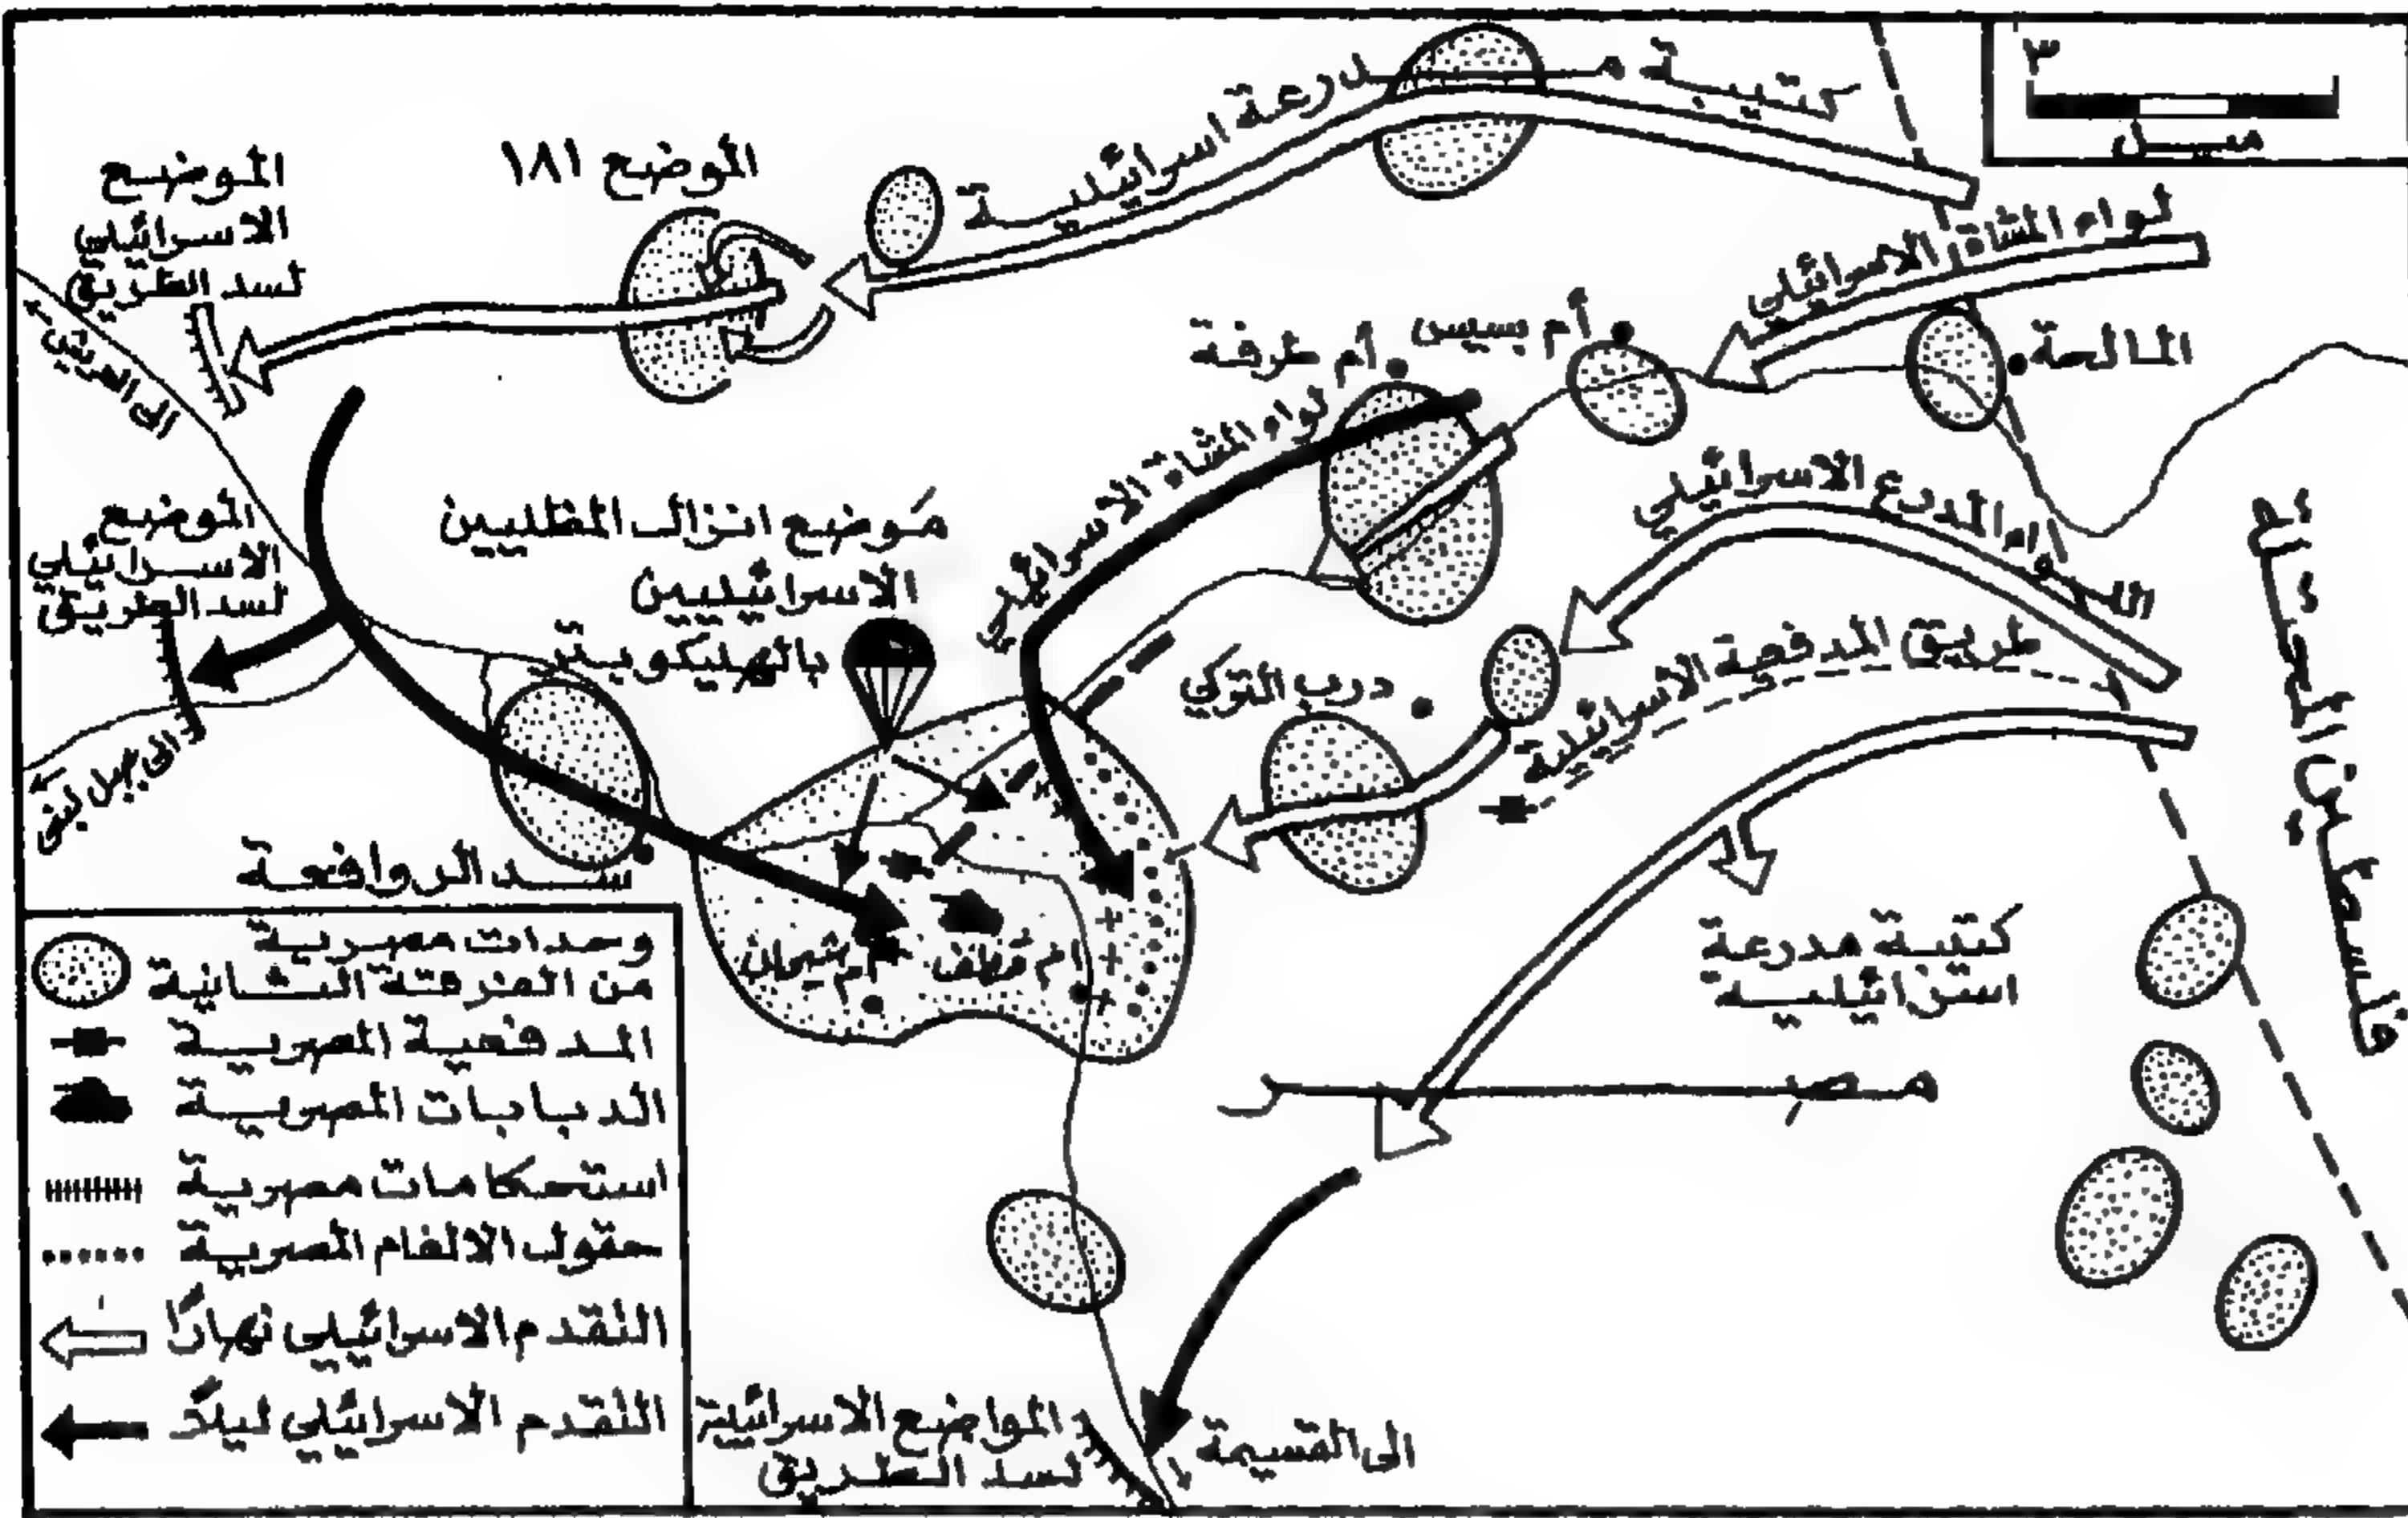 ٣
ميل
كتيبة مدرعة اسرائيلية
الموضع ١٨١
الموضع
الاسرائيلي
لسد الطريق
لواء المشاة الاسرائيلي
المالحة
أم بسيس
أم طرفة
الى العريش
لواء المشاة الاسرائيلي
اللواء المدرع الاسرائيلي
موضع انزال المظليين
الاسرائيليين
بالهليكوبتر
الموضع
الاسرائيلي
لسد الطريق
طريق المدفعية الاسرائيلية
درب التركي
الى جبل لبنى
سد الروافعة
أم شيحان
ام قطف
كتيبة مدرعة
اسرائيلية
فلسطين المحتلة
مصر
وحدات مصرية
من الفرقة الثانية
المدفعية المصرية
الدبابات المصرية
استحكامات مصرية
حقول الالغام المصرية
التقدم الاسرائيلي نهارًا
التقدم الاسرائيلي ليلاً
المواضع الاسرائيلية
لسد الطريق
الى القسيمة